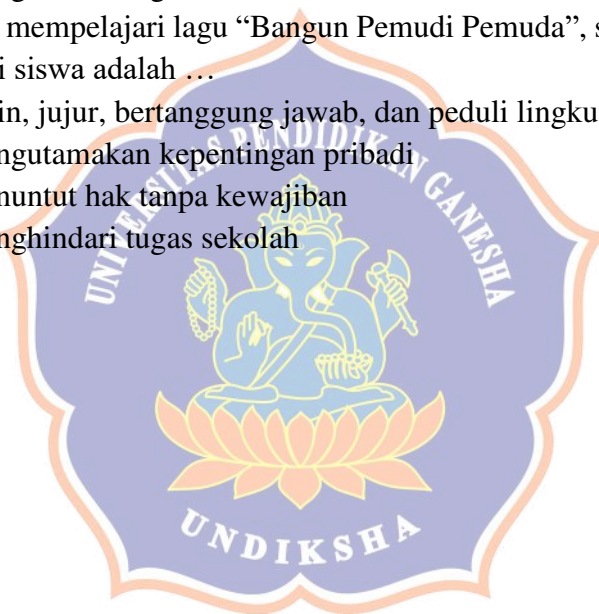 mempelajari lagu “Bangun Pemudi Pemuda”, s
i siswa adalah …
in, jujur, bertanggung jawab, dan peduli lingku
ngutamakan kepentingan pribadi
nuntut hak tanpa kewajiban
nghindari tugas sekolah
UNIVERSITAS PENDIDIKAN GANESHA
UNDIKSHA